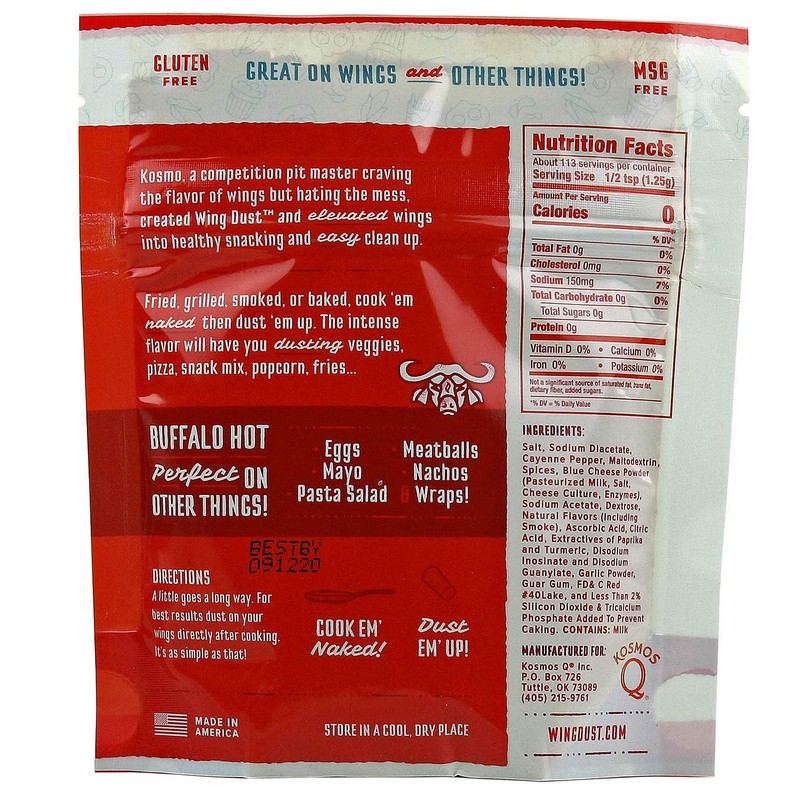 GLUTEN
FREE
GREAT ON WINGS and OTHER THINGS!
MSG
FREE
Kosmo, a competition pit master craving
the flavor of wings but hating the mess,
created Wing Dust™ and elevated wings
into healthy snacking and easy clean up.
Fried, grilled, smoked, or baked, cook 'em
naked then dust 'em up. The intense
flavor will have you dusting veggies,
pizza, snack mix, popcorn, fries...
BUFFALO HOT
Perfect ON
OTHER THINGS!
Eggs
Mayo
Pasta Salad
Meatballs
Nachos
& Wraps!
BEST BY
091220
DIRECTIONS
A little goes a long way. For
best results dust on your
wings directly after cooking.
It's as simple as that!
COOK EM'
Naked!
Dust
EM' UP!
MADE IN
AMERICA
STORE IN A COOL, DRY PLACE
Nutrition Facts
About 113 servings per container
Serving Size 1/2 tsp (1.25g)
Amount Per Serving
Calories 0
% DV*
Total Fat 0g 0%
Cholesterol 0mg 0%
Sodium 150mg 7%
Total Carbohydrate 0g 0%
Total Sugars 0g
Protein 0g
Vitamin D 0% • Calcium 0%
Iron 0% • Potassium 0%
Not a significant source of saturated fat, trans fat,
dietary fiber, added sugars.
*% DV = % Daily Value
INGREDIENTS:
Salt, Sodium Diacetate,
Cayenne Pepper, Maltodextrin,
Spices, Blue Cheese Powder
(Pasteurized Milk, Salt,
Cheese Culture, Enzymes),
Sodium Acetate, Dextrose,
Natural Flavors (Including
Smoke), Ascorbic Acid, Citric
Acid, Extractives of Paprika
and Turmeric, Disodium
Inosinate and Disodium
Guanylate, Garlic Powder,
Guar Gum, FD& C Red
#40Lake, and Less Than 2%
Silicon Dioxide & Tricalcium
Phosphate Added To Prevent
Caking. CONTAINS: Milk
MANUFACTURED FOR:
Kosmos Q® Inc.
P.O. Box 726
Tuttle, OK 73089
(405) 215-9761
KOSMOS
Q®
WINGDUST.COM